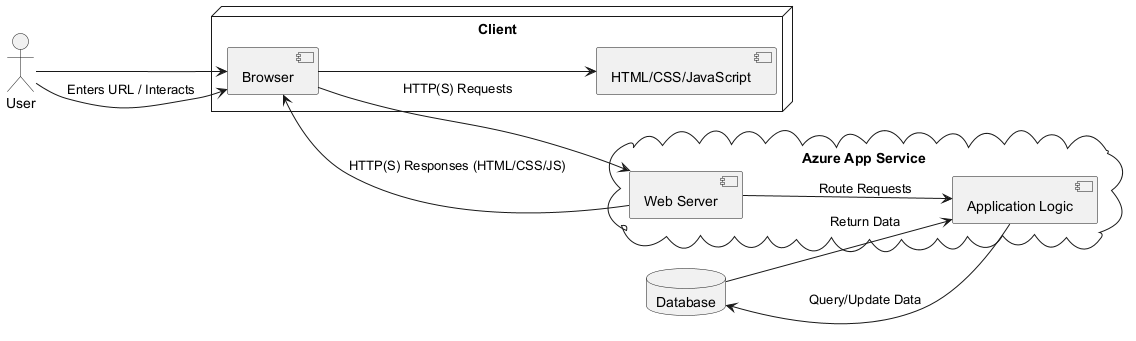 Client
User
Browser
HTML/CSS/JavaScript
Enters URL / Interacts
HTTP(S) Requests
HTTP(S) Responses (HTML/CSS/JS)
Azure App Service
Web Server
Route Requests
Application Logic
Return Data
Database
Query/Update Data